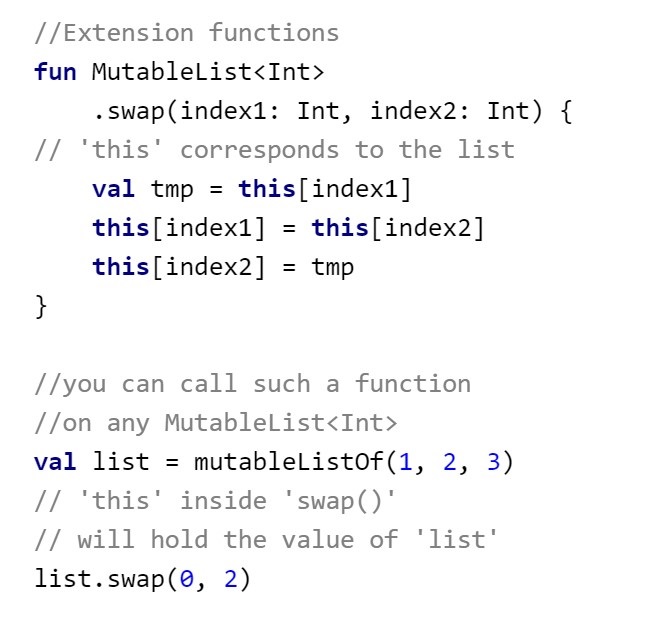 //Extension functions
fun MutableList<Int>
    .swap(index1: Int, index2: Int) {
// 'this' corresponds to the list
    val tmp = this[index1]
    this[index1] = this[index2]
    this[index2] = tmp
}

//you can call such a function
//on any MutableList<Int>
val list = mutableListOf(1, 2, 3)
// 'this' inside 'swap()'
// will hold the value of 'list'
list.swap(0, 2)